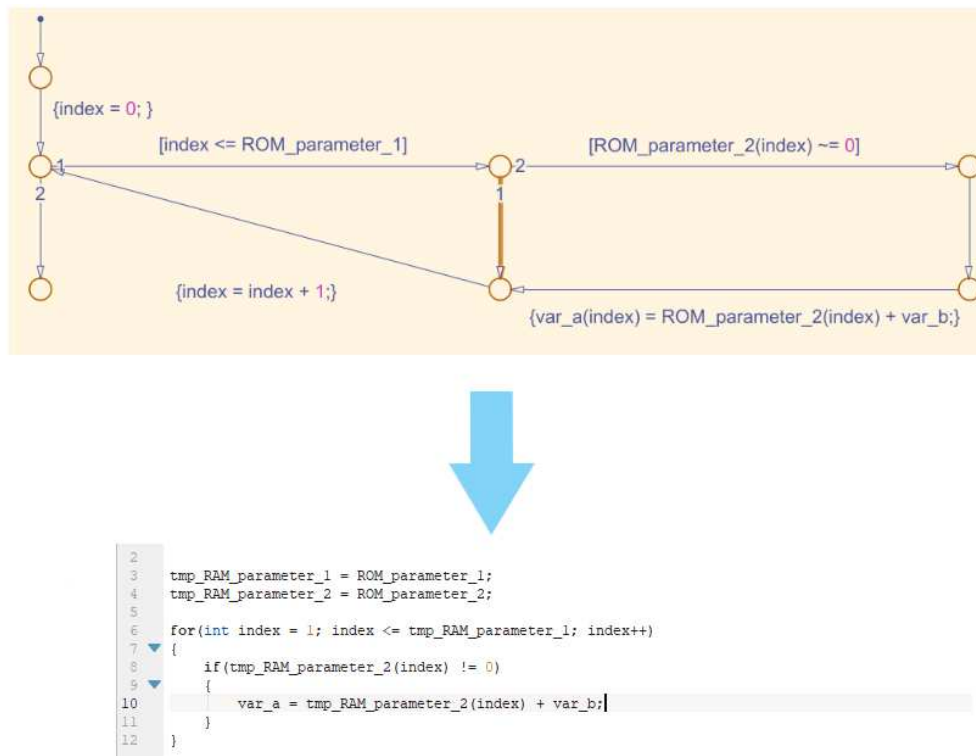 {index = 0; }
[index <= ROM_parameter_1]
[ROM_parameter_2(index) ~= 0]
1
2
2
1
{index = index + 1;}
{var_a(index) = ROM_parameter_2(index) + var_b;}
2
3 tmp_RAM_parameter_1 = ROM_parameter_1;
4 tmp_RAM_parameter_2 = ROM_parameter_2;
5
6 for(int index = 1; index <= tmp_RAM_parameter_1; index++)
7 {
8 if(tmp_RAM_parameter_2(index) != 0)
9 {
10 var_a = tmp_RAM_parameter_2(index) + var_b;
11 }
12 }